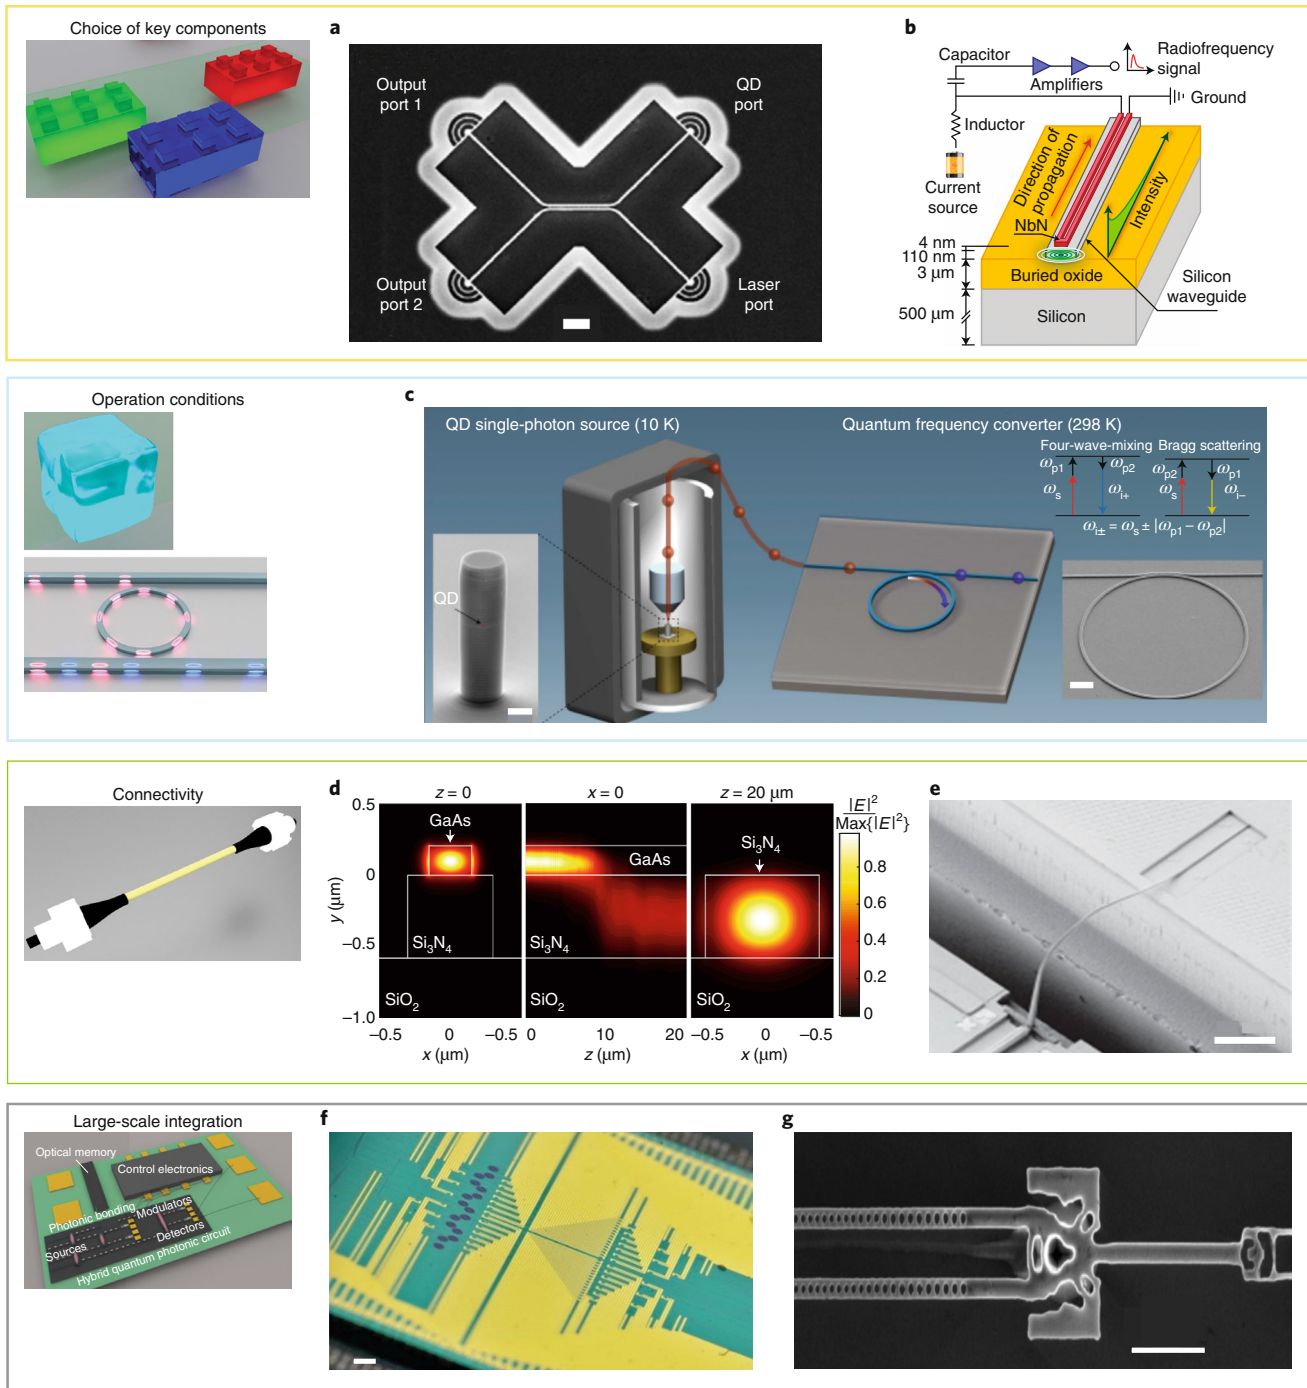 Choice of key components
a
Output
port 1
QD
port
Output
port 2
Laser
port
b
Capacitor
Amplifiers
Radiofrequency
signal
Ground
Inductor
Current
source
Direction of
propagation
Intensity
NbN
4 nm
110 nm
3 μm
500 μm
Buried oxide
Silicon
Silicon
waveguide
Operation conditions
c
QD single-photon source (10 K)
Quantum frequency converter (298 K)
Four-wave-mixing
Bragg scattering
ωp1
ωp2
ωs
ωi+
ωp2
ωp1
ωs
ωi−
ωi± = ωs ± |ωp1 − ωp2|
QD
Connectivity
d
z = 0
x = 0
z = 20 μm
|E|²
Max{|E|²}
0.5
0
−0.5
−1.0
y (μm)
GaAs
Si₃N₄
SiO₂
GaAs
Si₃N₄
Si₃N₄
SiO₂
0.8
0.6
0.4
0.2
0
−0.5 0 −0.5
x (μm)
0 10 20
z (μm)
−0.5 0 −0.5
x (μm)
e
Large-scale integration
Optical memory
Control electronics
Photonic bonding
Modulators
Sources
Detectors
Hybrid quantum photonic circuit
f
g